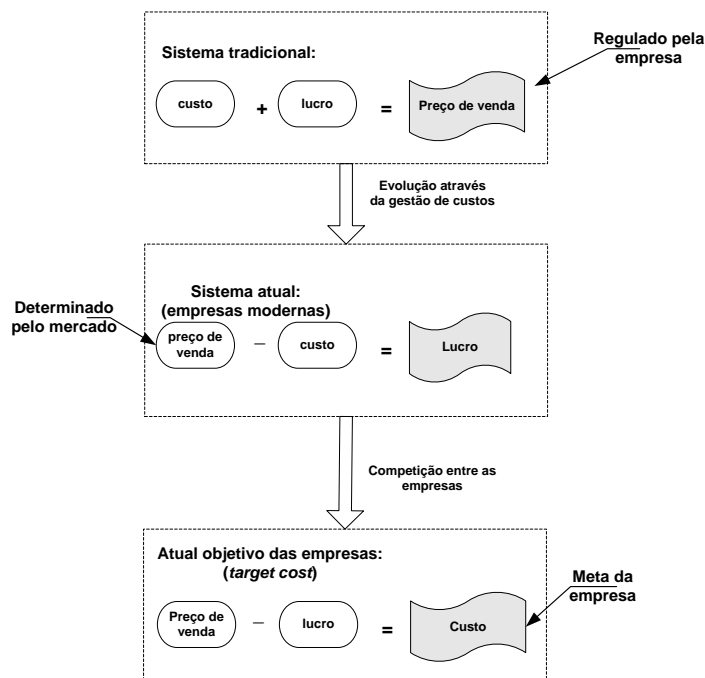 Sistema tradicional:
Regulado pela
empresa
custo + lucro = Preço de venda
Evolução através
da gestão de custos
Sistema atual:
(empresas modernas)
Determinado
pelo mercado
preço de
venda
– custo = Lucro
Competição entre as
empresas
Atual objetivo das empresas:
(target cost)
Meta da
empresa
Preço de
venda
– lucro = Custo